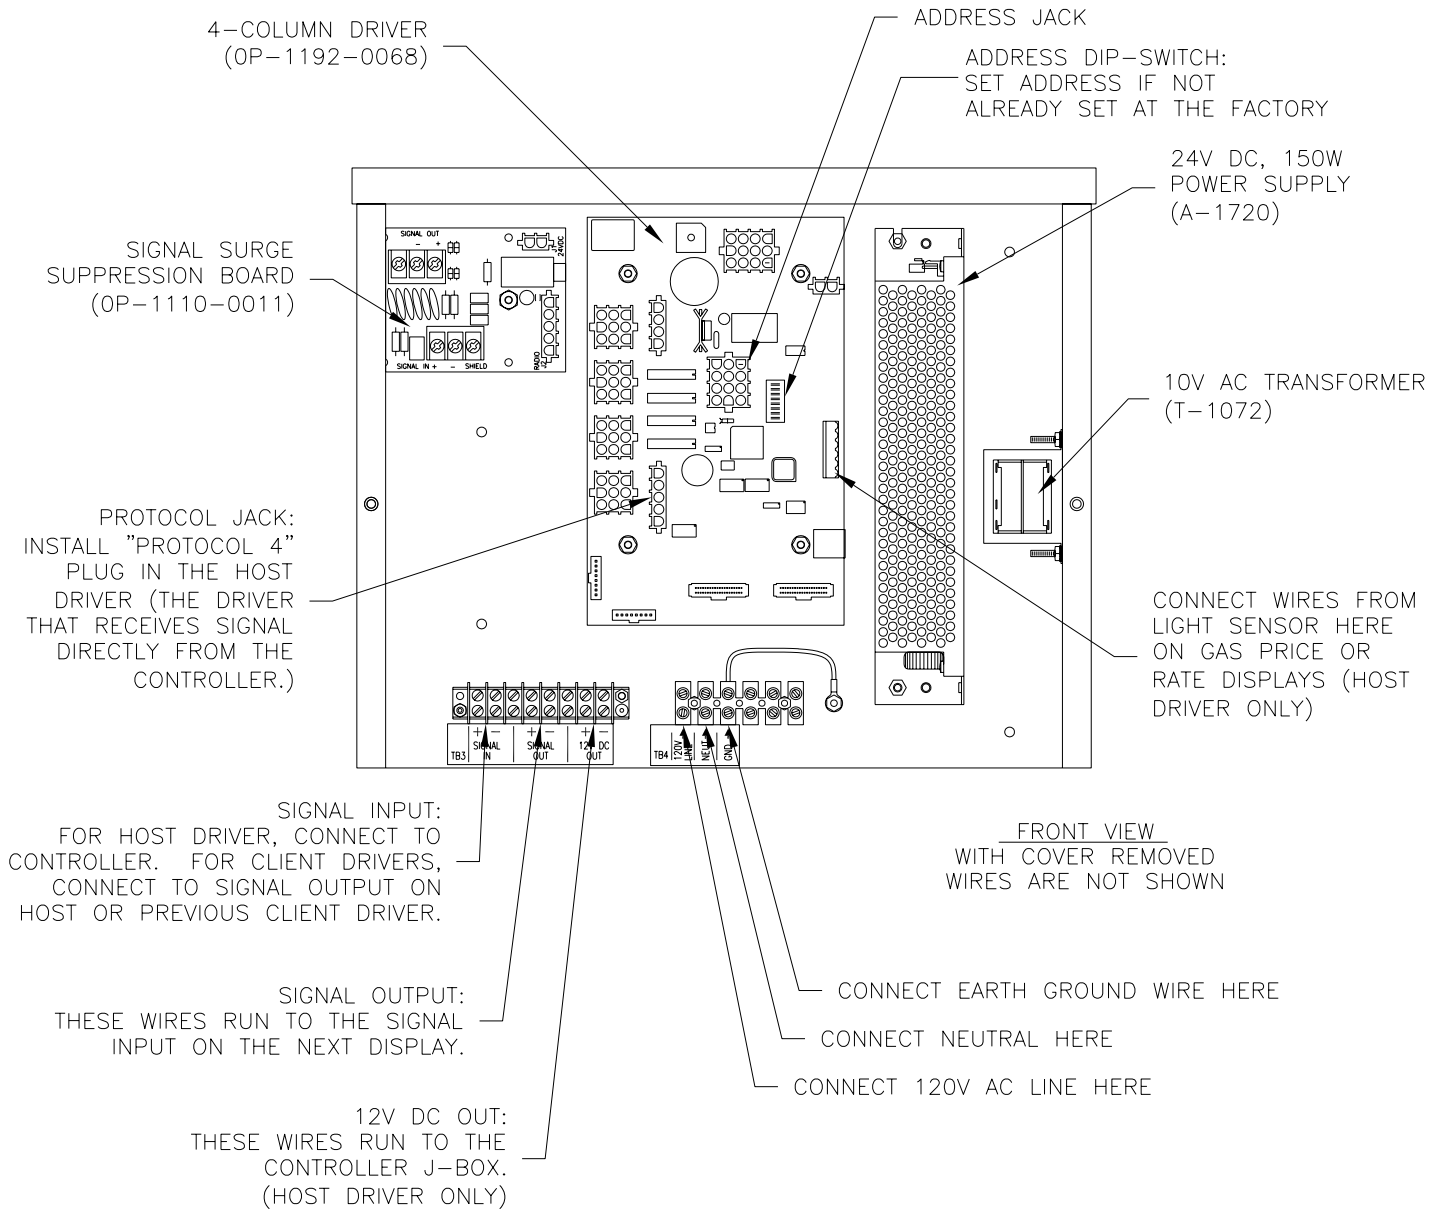 4-COLUMN DRIVER
(0P-1192-0068)
ADDRESS JACK
ADDRESS DIP-SWITCH:
SET ADDRESS IF NOT
ALREADY SET AT THE FACTORY
24V DC, 150W
POWER SUPPLY
(A-1720)
SIGNAL SURGE
SUPPRESSION BOARD
(0P-1110-0011)
SIGNAL OUT
- +
J1
24VDC
SIGNAL IN + - SHIELD
RADIO
J2
10V AC TRANSFORMER
(T-1072)
PROTOCOL JACK:
INSTALL "PROTOCOL 4"
PLUG IN THE HOST
DRIVER (THE DRIVER
THAT RECEIVES SIGNAL
DIRECTLY FROM THE
CONTROLLER.)
CONNECT WIRES FROM
LIGHT SENSOR HERE
ON GAS PRICE OR
RATE DISPLAYS (HOST
DRIVER ONLY)
TB3
+ -
SIGNAL
IN
+ -
SIGNAL
OUT
+ -
12V DC
OUT
TB4
120V
LINE
NEUT.
GND
SIGNAL INPUT:
FOR HOST DRIVER, CONNECT TO
CONTROLLER. FOR CLIENT DRIVERS,
CONNECT TO SIGNAL OUTPUT ON
HOST OR PREVIOUS CLIENT DRIVER.
FRONT VIEW
WITH COVER REMOVED
WIRES ARE NOT SHOWN
SIGNAL OUTPUT:
THESE WIRES RUN TO THE SIGNAL
INPUT ON THE NEXT DISPLAY.
CONNECT EARTH GROUND WIRE HERE
CONNECT NEUTRAL HERE
CONNECT 120V AC LINE HERE
12V DC OUT:
THESE WIRES RUN TO THE
CONTROLLER J-BOX.
(HOST DRIVER ONLY)